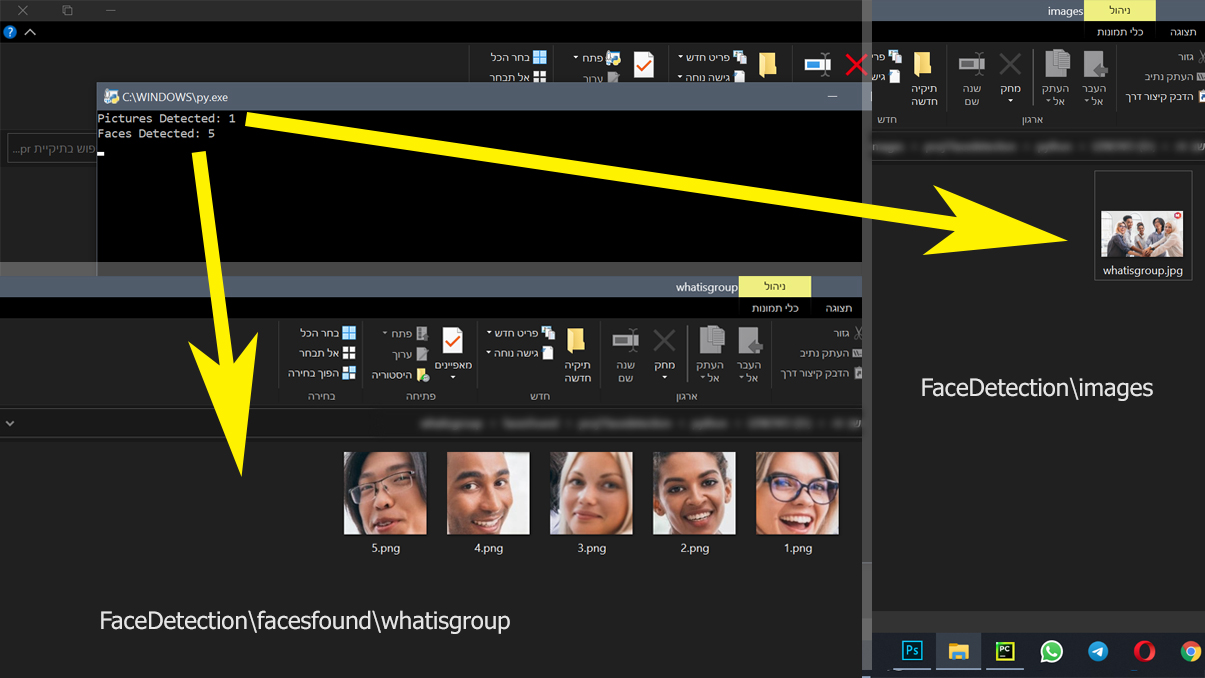 images
ניהול
תצוגה
כלי תמונות
בחר הכל
אל תבחר
פתח
ערוך
פריט חדש
גישה נוחה
גזור
העתק נתיב
הדבק קיצור דרך
העבר אל
העתק אל
מחק
שנה שם
תיקיה חדשה
ארגון
חדש
C:\WINDOWS\py.exe
Pictures Detected: 1
Faces Detected: 5
whatisgroup.jpg
FaceDetection\images
whatisgroup
ניהול
תצוגה
כלי תמונות
בחר הכל
אל תבחר
הפוך בחירה
בחירה
פתח
ערוך
היסטוריה
מאפיינים
פתיחה
פריט חדש
גישה נוחה
תיקיה חדשה
חדש
שנה שם
מחק
העתק אל
העבר אל
ארגון
גזור
העתק נתיב
הדבק קיצור דרך
5.png
4.png
3.png
2.png
1.png
FaceDetection\facesfound\whatisgroup
Ps
PC